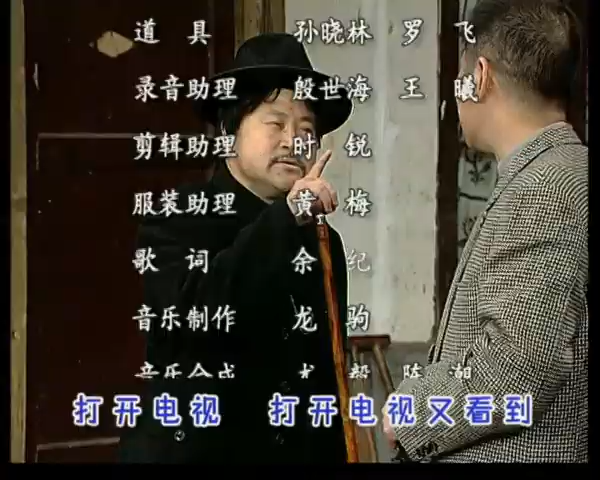 道 具 孙晓林 罗 飞
录音助理 殷世海 王 曦
剪辑助理 时 锐
服装助理 黄 梅
歌 词 余 纪
音乐制作 龙 驹
打开电视 打开电视又看到